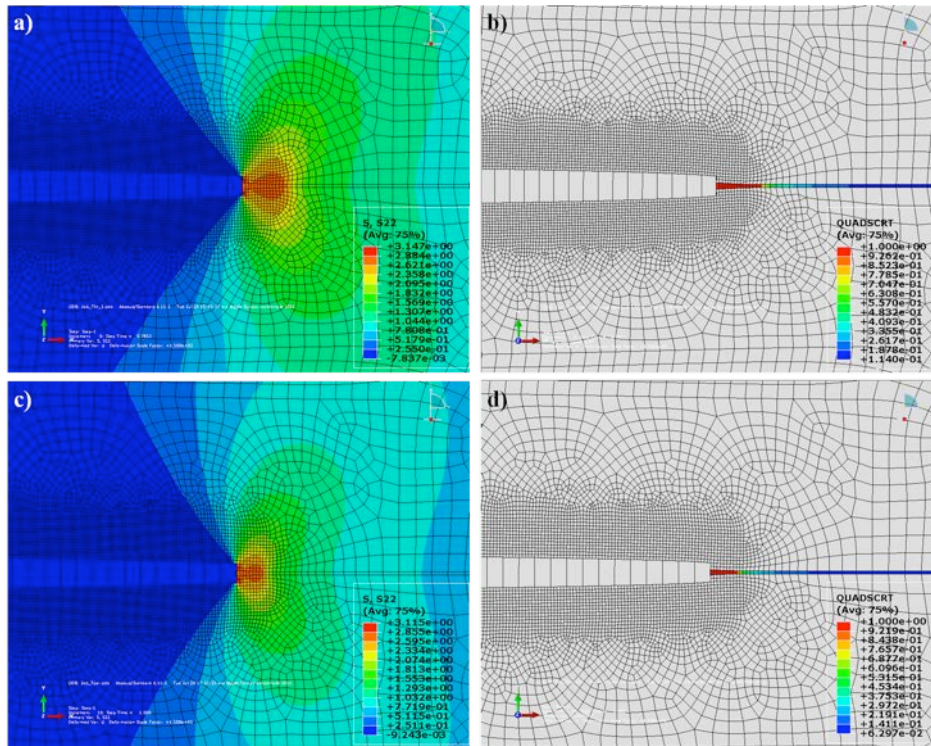 a)
S, S22
(Avg: 75%)
+3.147e+00
+2.884e+00
+2.621e+00
+2.358e+00
+2.095e+00
+1.832e+00
+1.569e+00
+1.307e+00
+1.044e+00
+7.808e-01
+5.179e-01
+2.550e-01
-7.837e-03
b)
QUADSCRT
(Avg: 75%)
+1.000e+00
+9.262e-01
+8.523e-01
+7.785e-01
+7.047e-01
+6.308e-01
+5.570e-01
+4.832e-01
+4.093e-01
+3.355e-01
+2.617e-01
+1.878e-01
+1.140e-01
c)
S, S22
(Avg: 75%)
+3.115e+00
+2.855e+00
+2.595e+00
+2.334e+00
+2.074e+00
+1.813e+00
+1.553e+00
+1.293e+00
+1.032e+00
+7.719e-01
+5.115e-01
+2.511e-01
-9.243e-03
d)
QUADSCRT
(Avg: 75%)
+1.000e+00
+9.219e-01
+8.438e-01
+7.657e-01
+6.877e-01
+6.096e-01
+5.315e-01
+4.534e-01
+3.753e-01
+2.972e-01
+2.191e-01
+1.411e-01
+6.297e-02